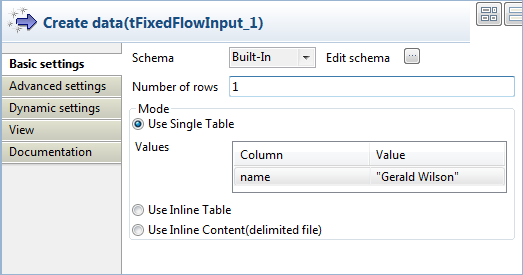 Create data(tFixedFlowInput_1)
Basic settings
Advanced settings
Dynamic settings
View
Documentation
Schema Built-In Edit schema ...
Number of rows 1
Mode
Use Single Table
Values
Column Value
name "Gerald Wilson"
Use Inline Table
Use Inline Content(delimited file)